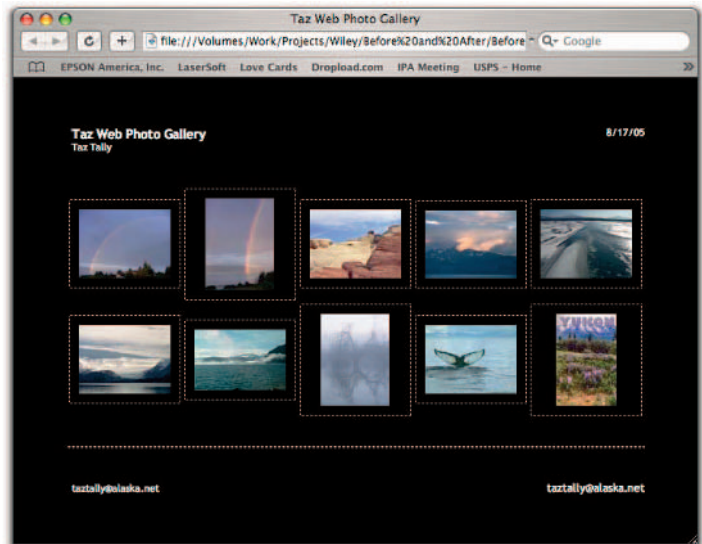 Taz Web Photo Gallery
file:///Volumes/Work/Projects/Wiley/Before%20and%20After/Before
Google
EPSON America, Inc. LaserSoft Love Cards Dropload.com IPA Meeting USPS - Home
Taz Web Photo Gallery
8/17/05
Taz Tally
YUKON
taztally@alaska.net
taztally@alaska.net